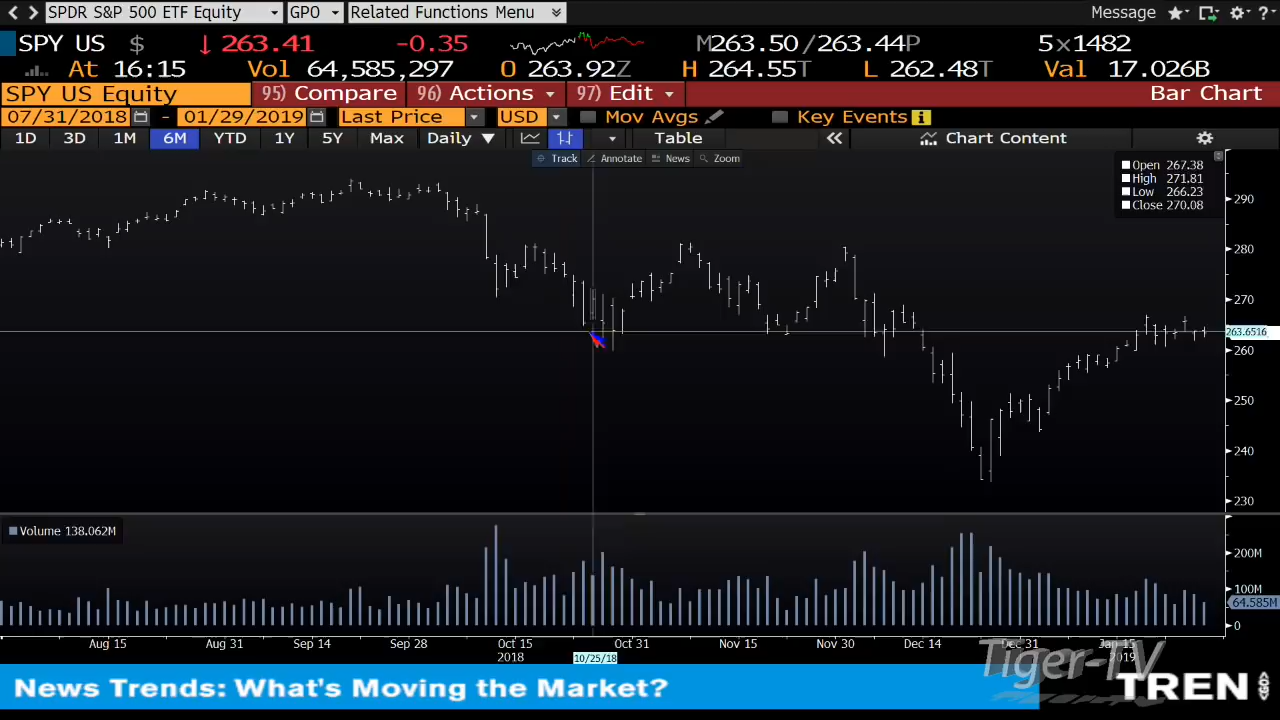 SPDR S&P 500 ETF Equity GPO Related Functions Menu Message ?
SPY US $ ↓ 263.41 -0.35 M263.50/263.44P 5x1482
At 16:15 Vol 64,585,297 O 263.92Z H 264.55T L 262.48T Val 17.026B
SPY US Equity 95) Compare 96) Actions 97) Edit Bar Chart
07/31/2018 - 01/29/2019 Last Price USD Mov Avgs Key Events i
1D 3D 1M 6M YTD 1Y 5Y Max Daily ▼ Table « Chart Content
Track Annotate News Zoom
Open 267.38
High 271.81
Low 266.23
Close 270.08
290
280
270
263.6516
260
250
240
230
Volume 138.062M
200M
100M
64.585M
0
Aug 15 Aug 31 Sep 14 Sep 28 Oct 15 Oct 31 Nov 15 Nov 30 Dec 14 Dec 31 Jan 15
2018 10/25/18 2019
Tiger-TV
News Trends: What's Moving the Market?
TREN